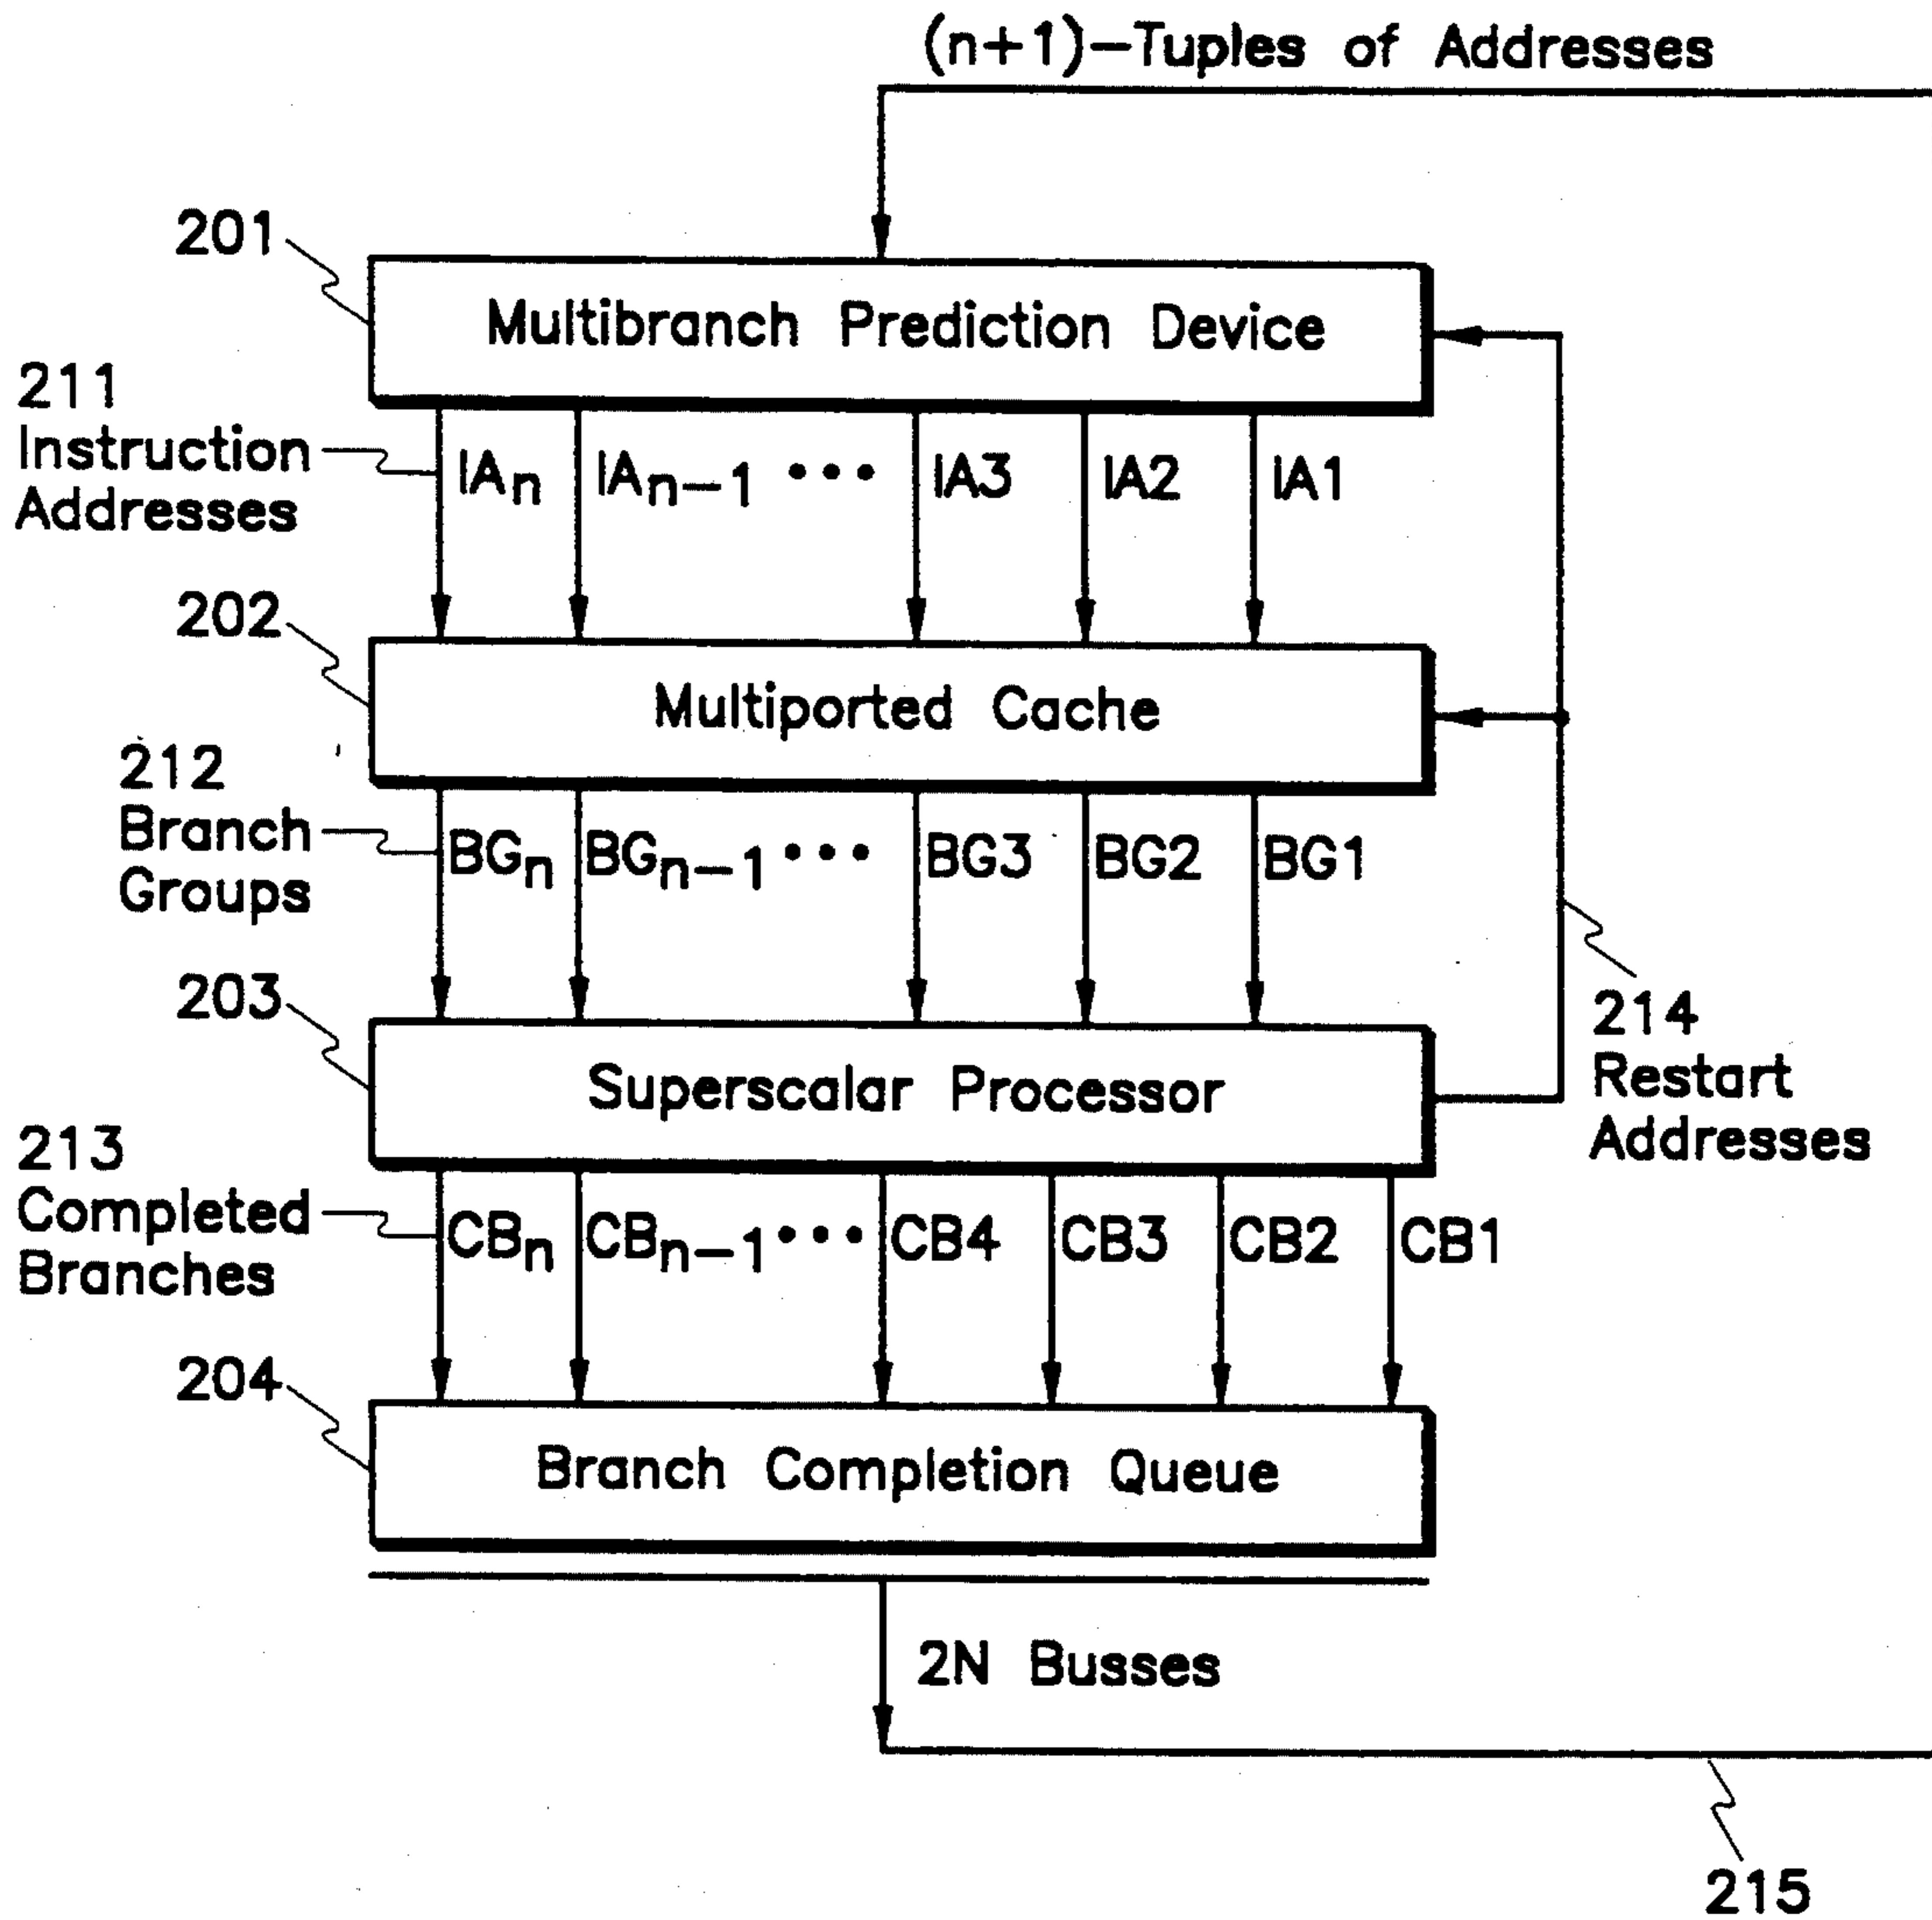 (n+1)—Tuples of Addresses
201
Multibranch Prediction Device
211
Instruction
Addresses
IAn IAn—1 ••• IA3 IA2 IA1
202
Multiported Cache
212
Branch
Groups
BGn BGn—1 ••• BG3 BG2 BG1
203
Superscalar Processor
214
Restart
Addresses
213
Completed
Branches
CBn CBn—1 ••• CB4 CB3 CB2 CB1
204
Branch Completion Queue
2N Busses
215